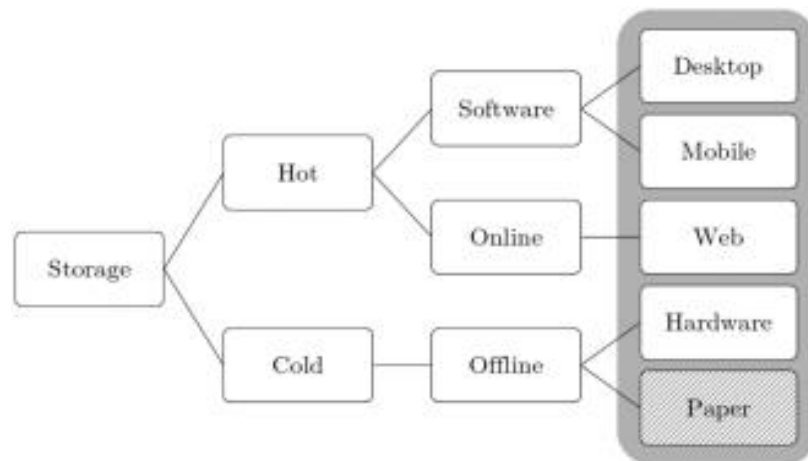 Desktop
Software
Mobile
Hot
Online
Web
Storage
Hardware
Cold
Offline
Paper